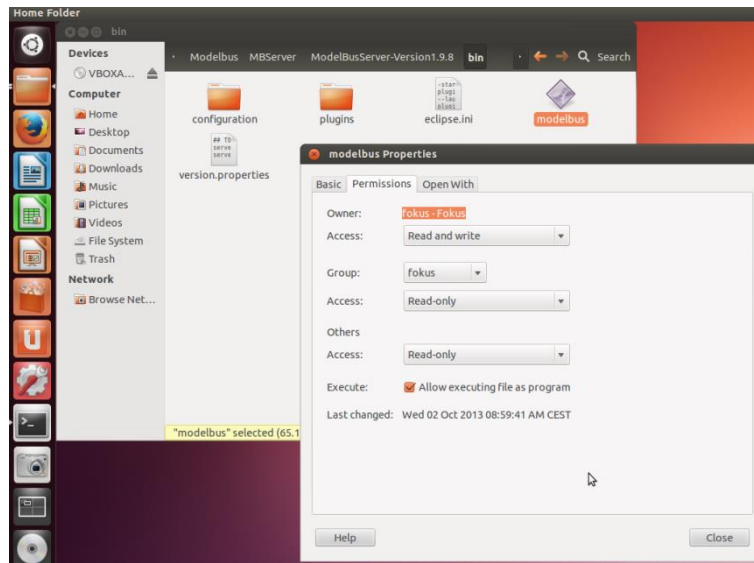 Home Folder
bin
Devices
VBOXA...
Computer
Home
Desktop
Documents
Downloads
Music
Pictures
Videos
File System
Trash
Network
Browse Net...
Modelbus MBServer ModelBusServer-Version1.9.8 bin Search
configuration plugins eclipse.ini modelbus
version.properties
"modelbus" selected (65.1
modelbus Properties
Basic Permissions Open With
Owner: fokus - Fokus
Access: Read and write
Group: fokus
Access: Read-only
Others
Access: Read-only
Execute: Allow executing file as program
Last changed: Wed 02 Oct 2013 08:59:41 AM CEST
Help Close